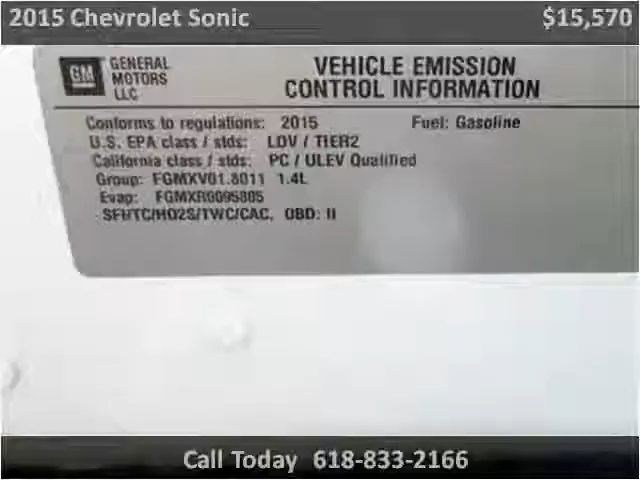 2015 Chevrolet Sonic $15,570
GM GENERAL MOTORS LLC
VEHICLE EMISSION
CONTROL INFORMATION
Conforms to regulations: 2015 Fuel: Gasoline
U.S. EPA class / stds: LDV / TIER2
California class / stds: PC / ULEV Qualified
Group: FGMXV01.8011 1.4L
Evap: FGMXR0095805
SFI/TC/HO2S/TWC/CAC, OBD: II
Call Today 618-833-2166